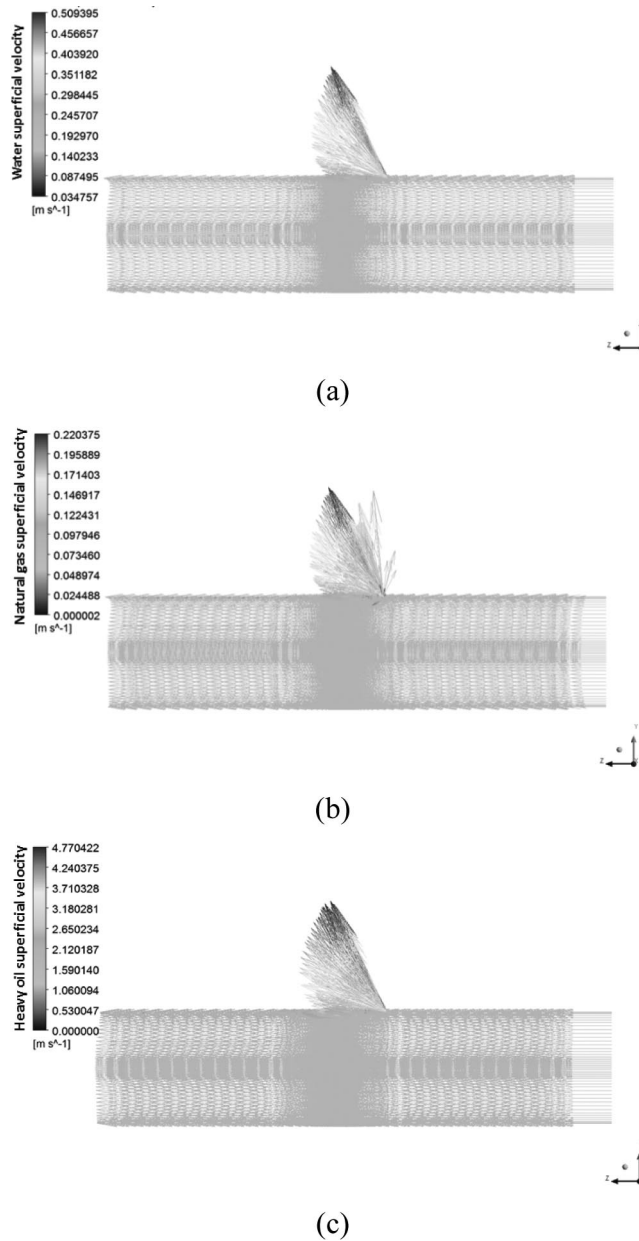 Water superficial velocity
0.509395
0.456657
0.403920
0.351182
0.298445
0.245707
0.192970
0.140233
0.087495
0.034757
[m s^-1]
Z
(a)
Natural gas superficial velocity
0.220375
0.195889
0.171403
0.146917
0.122431
0.097946
0.073460
0.048974
0.024488
0.000002
[m s^-1]
Y
Z
(b)
Heavy oil superficial velocity
4.770422
4.240375
3.710328
3.180281
2.650234
2.120187
1.590140
1.060094
0.530047
0.000000
[m s^-1]
Z
(c)